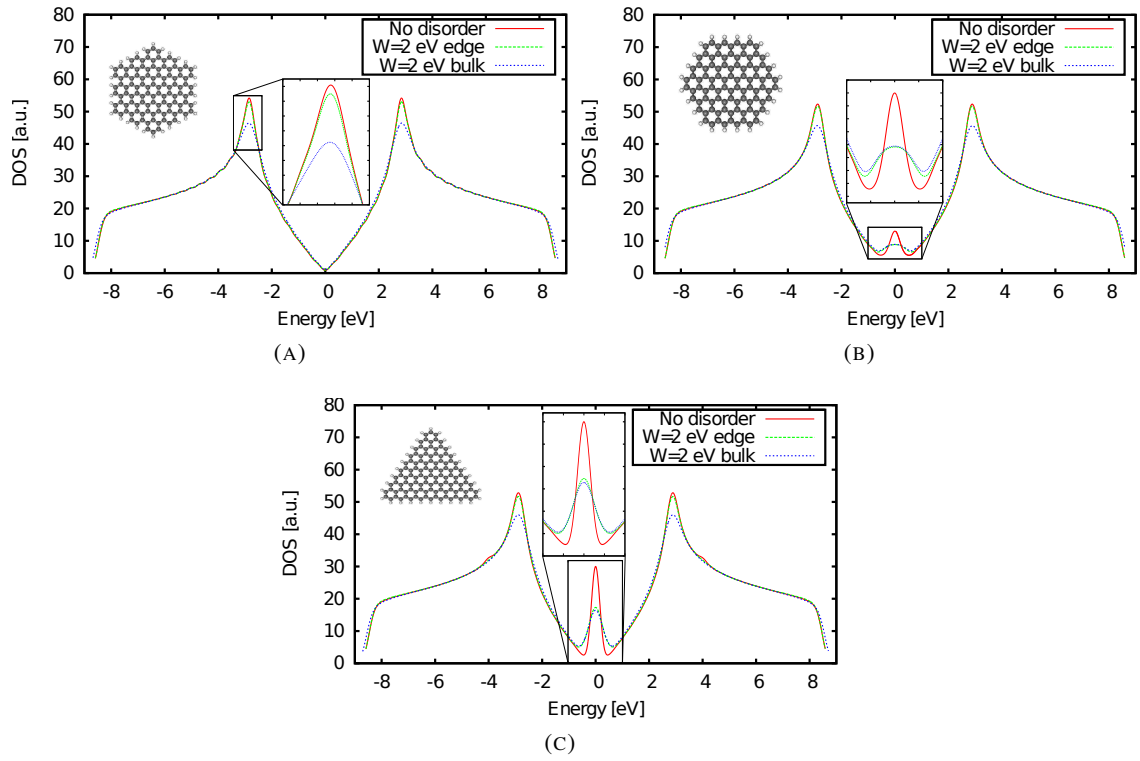 No disorder
W=2 eV edge
W=2 eV bulk
DOS [a.u.]
80
70
60
50
40
30
20
10
0
-8 -6 -4 -2 0 2 4 6 8
Energy [eV]
(A)
No disorder
W=2 eV edge
W=2 eV bulk
DOS [a.u.]
80
70
60
50
40
30
20
10
0
-8 -6 -4 -2 0 2 4 6 8
Energy [eV]
(B)
No disorder
W=2 eV edge
W=2 eV bulk
DOS [a.u.]
80
70
60
50
40
30
20
10
0
-8 -6 -4 -2 0 2 4 6 8
Energy [eV]
(C)